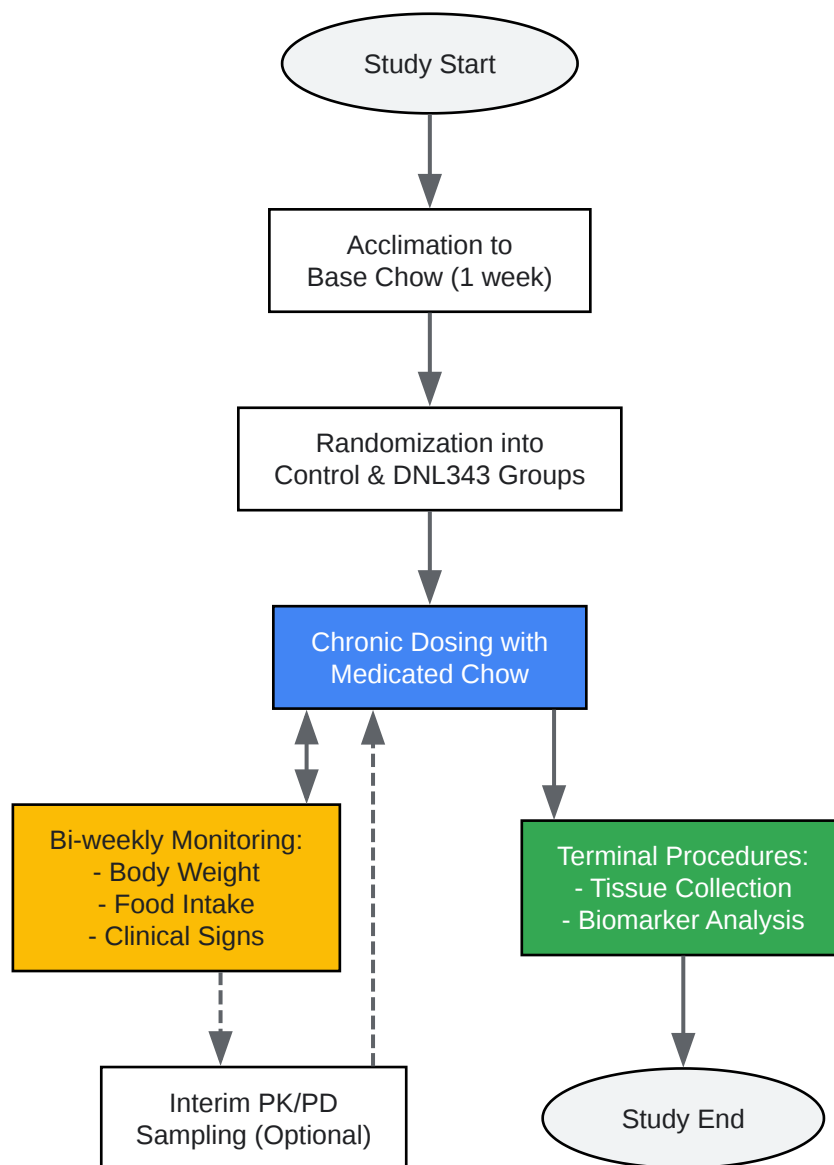 Study Start
Acclimation to
Base Chow (1 week)
Randomization into
Control & DNL343 Groups
Chronic Dosing with
Medicated Chow
Bi-weekly Monitoring:
- Body Weight
- Food Intake
- Clinical Signs
Terminal Procedures:
- Tissue Collection
- Biomarker Analysis
Interim PK/PD
Sampling (Optional)
Study End